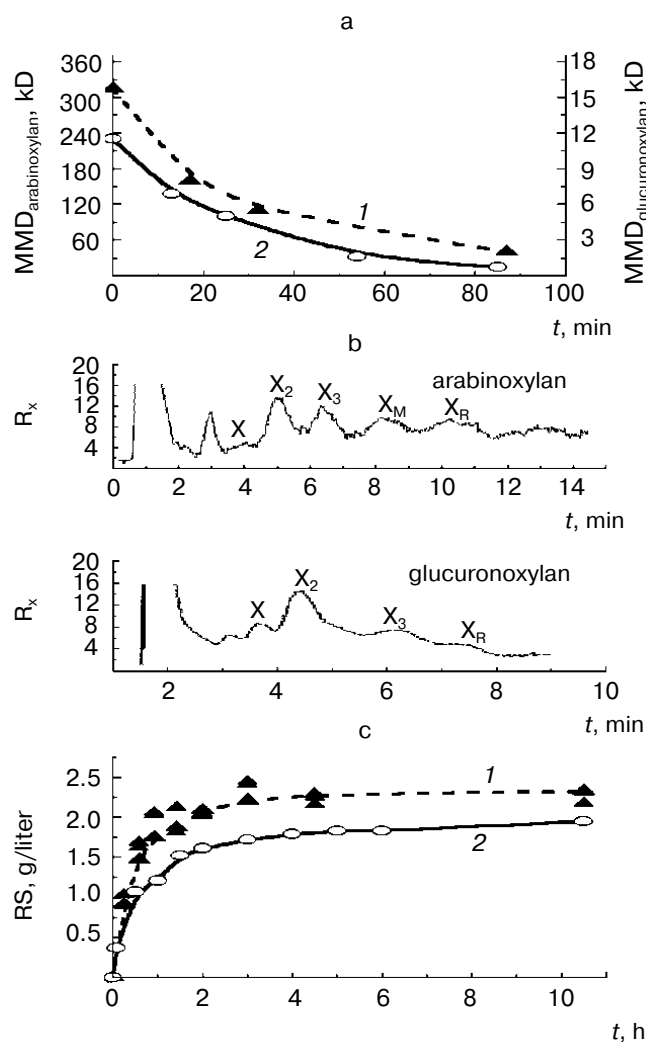 a
MMD arabinoxylan, kD
360
300
240
180
120
60
18
15
12
9
6
3
MMD glucuronoxylan, kD
1
2
0 20 40 60 80 100
t, min
b
Rx
20
16
12
8
4
arabinoxylan
X X2 X3 XM XR
0 2 4 6 8 10 12 14
t, min
Rx
20
16
12
8
4
glucuronoxylan
X X2 X3 XR
2 4 6 8 10
t, min
c
RS, g/liter
2.5
2.0
1.5
1.0
0.5
1
2
0 2 4 6 8 10
t, h